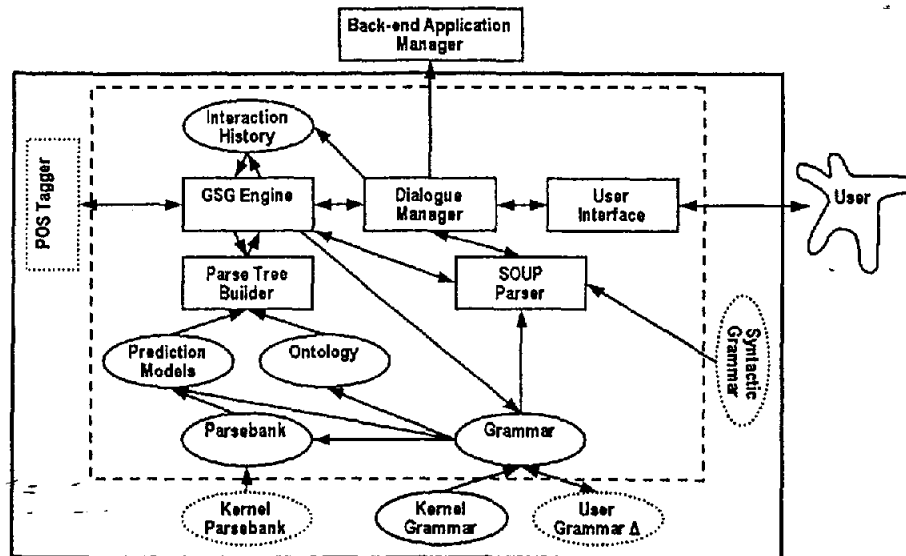 Back-end Application
Manager
Interaction
History
POS Tagger
GSG Engine
Dialogue
Manager
User
Interface
User
Parse Tree
Builder
SOUP
Parser
Syntactic
Grammar
Prediction
Models
Ontology
Parsebank
Grammar
Kernel
Parsebank
Kernel
Grammar
User
Grammar Δ